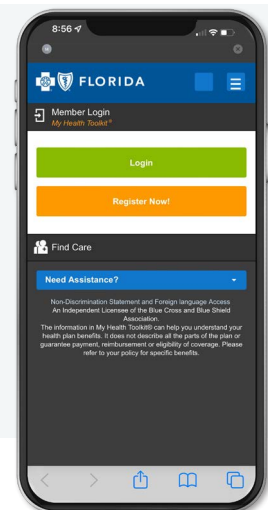 8:56
FLORIDA
Member Login
My Health Toolkit®
Login
Register Now!
Find Care
Need Assistance?
Non-Discrimination Statement and Foreign language Access
An Independent Licensee of the Blue Cross and Blue Shield
Association.
The information in My Health Toolkit® can help you understand your
health plan benefits. It does not describe all the parts of the plan or
guarantee payment, reimbursement or eligibility of coverage. Please
refer to your policy for specific benefits.